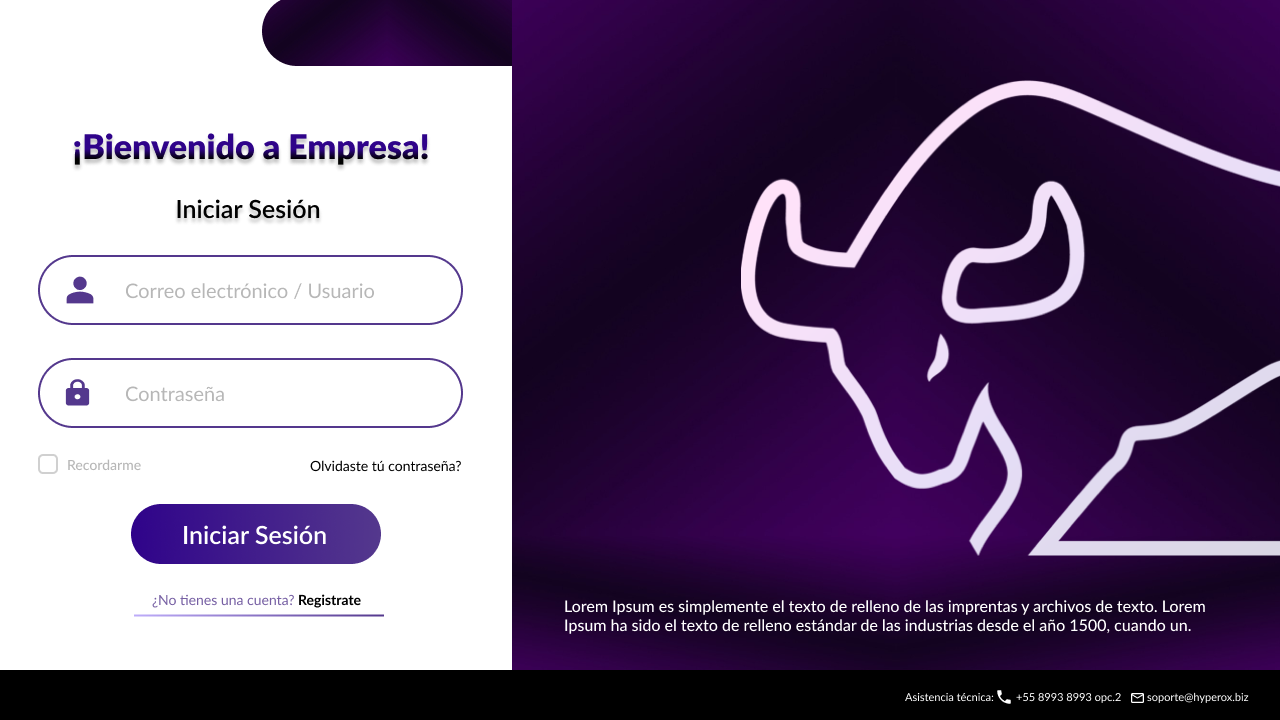 ¡Bienvenido a Empresa!
Iniciar Sesión
Correo electrónico / Usuario
Contraseña
Recordarme
Olvidaste tú contraseña?
Iniciar Sesión
¿No tienes una cuenta? Registrate
Lorem Ipsum es simplemente el texto de relleno de las imprentas y archivos de texto. Lorem
Ipsum ha sido el texto de relleno estándar de las industrias desde el año 1500, cuando un.
Asistencia técnica: +55 8993 8993 opc.2 soporte@hyperox.biz